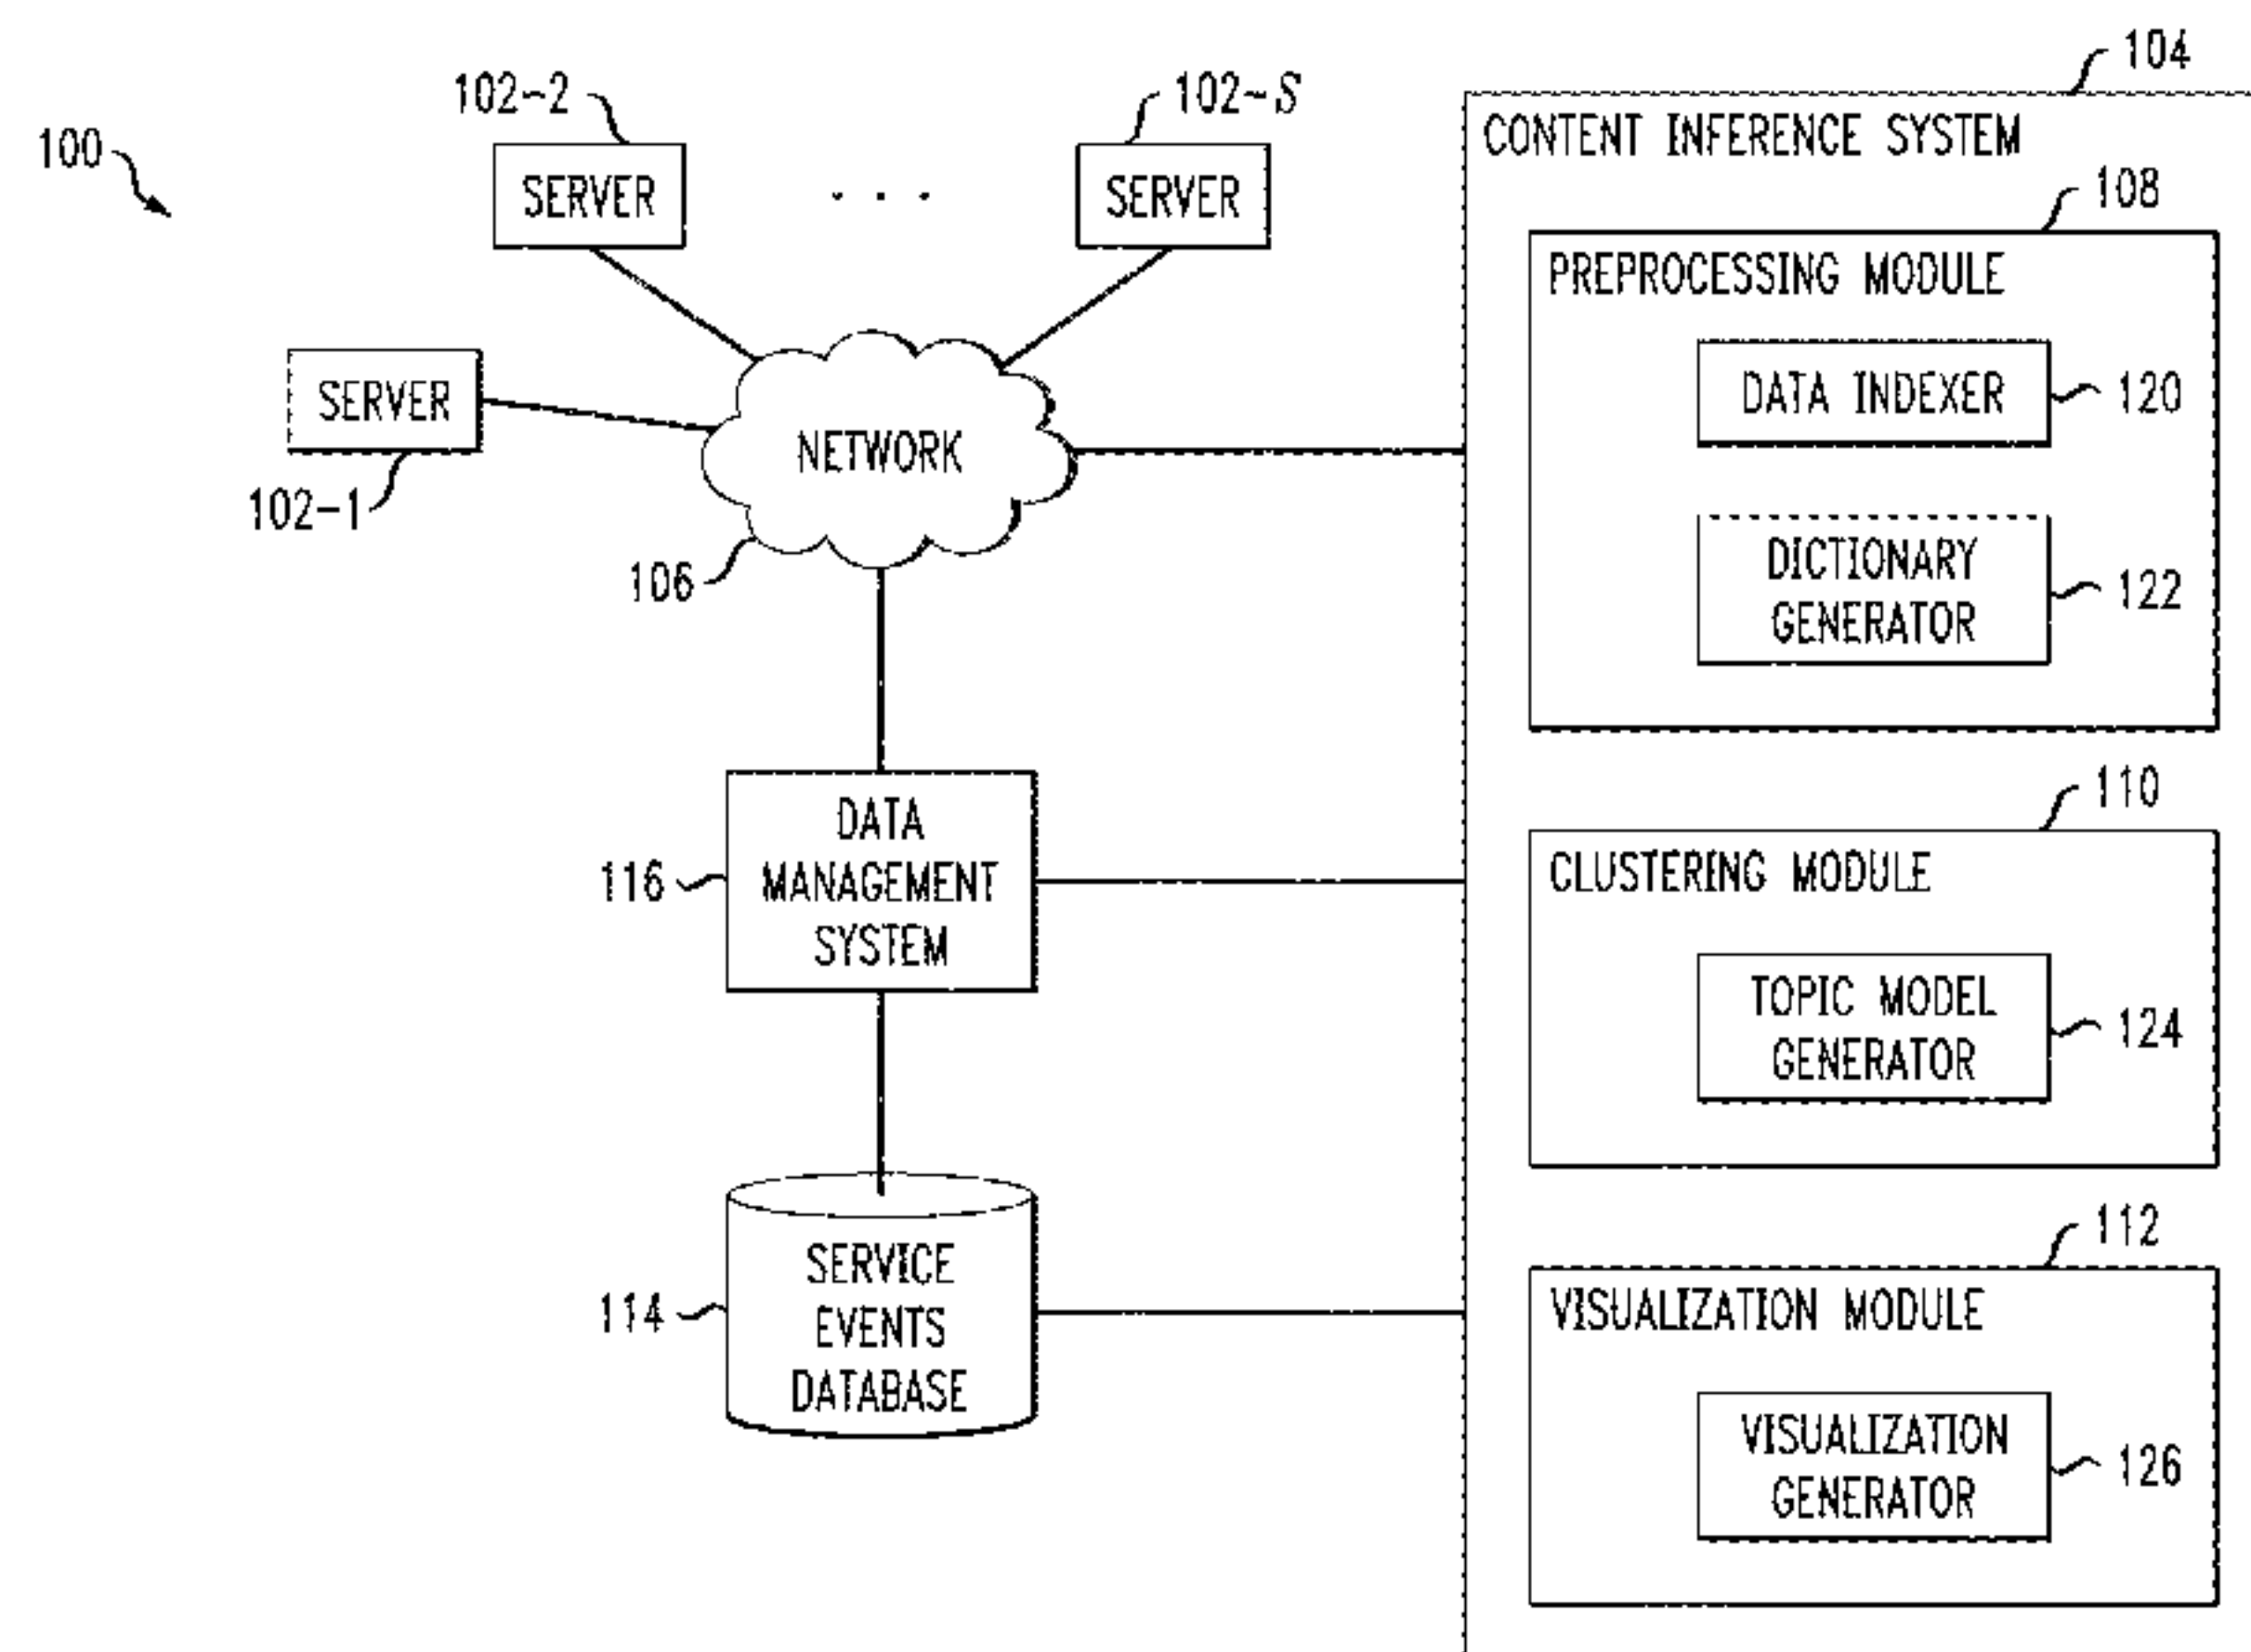 100
102-2
102-S
SERVER
. . .
SERVER
SERVER
102-1
NETWORK
106
DATA
MANAGEMENT
SYSTEM
116
SERVICE
EVENTS
DATABASE
114
104
CONTENT INFERENCE SYSTEM
108
PREPROCESSING MODULE
DATA INDEXER
120
DICTIONARY
GENERATOR
122
110
CLUSTERING MODULE
TOPIC MODEL
GENERATOR
124
112
VISUALIZATION MODULE
VISUALIZATION
GENERATOR
126